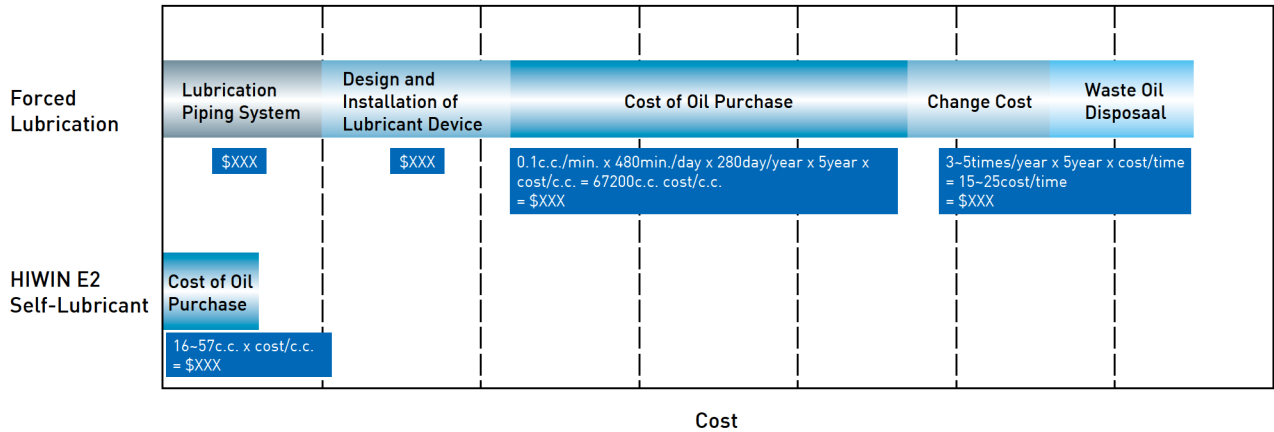 Forced
Lubrication
Lubrication
Piping System
Design and
Installation of
Lubricant Device
Cost of Oil Purchase
Change Cost
Waste Oil
Disposaal
$XXX
$XXX
0.1c.c./min. x 480min./day x 280day/year x 5year x
cost/c.c. = 67200c.c. cost/c.c.
= $XXX
3~5times/year x 5year x cost/time
= 15~25cost/time
= $XXX
HIWIN E2
Self-Lubricant
Cost of Oil
Purchase
16~57c.c. x cost/c.c.
= $XXX
Cost